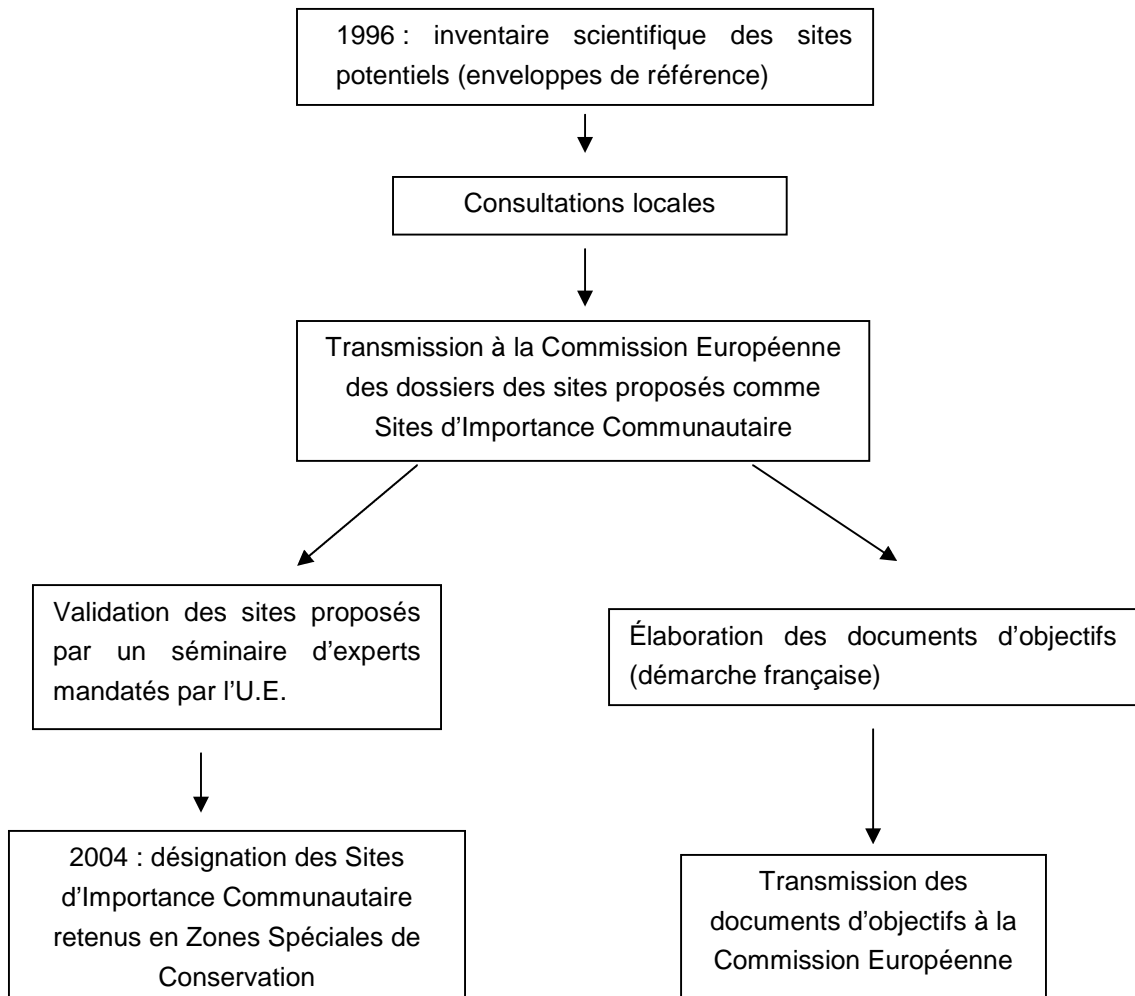 1996 : inventaire scientifique des sites
potentiels (enveloppes de référence)
Consultations locales
Transmission à la Commission Européenne
des dossiers des sites proposés comme
Sites d’Importance Communautaire
Validation des sites proposés
par un séminaire d’experts
mandatés par l’U.E.
Élaboration des documents d’objectifs
(démarche française)
2004 : désignation des Sites
d’Importance Communautaire
retenus en Zones Spéciales de
Conservation
Transmission des
documents d’objectifs à la
Commission Européenne